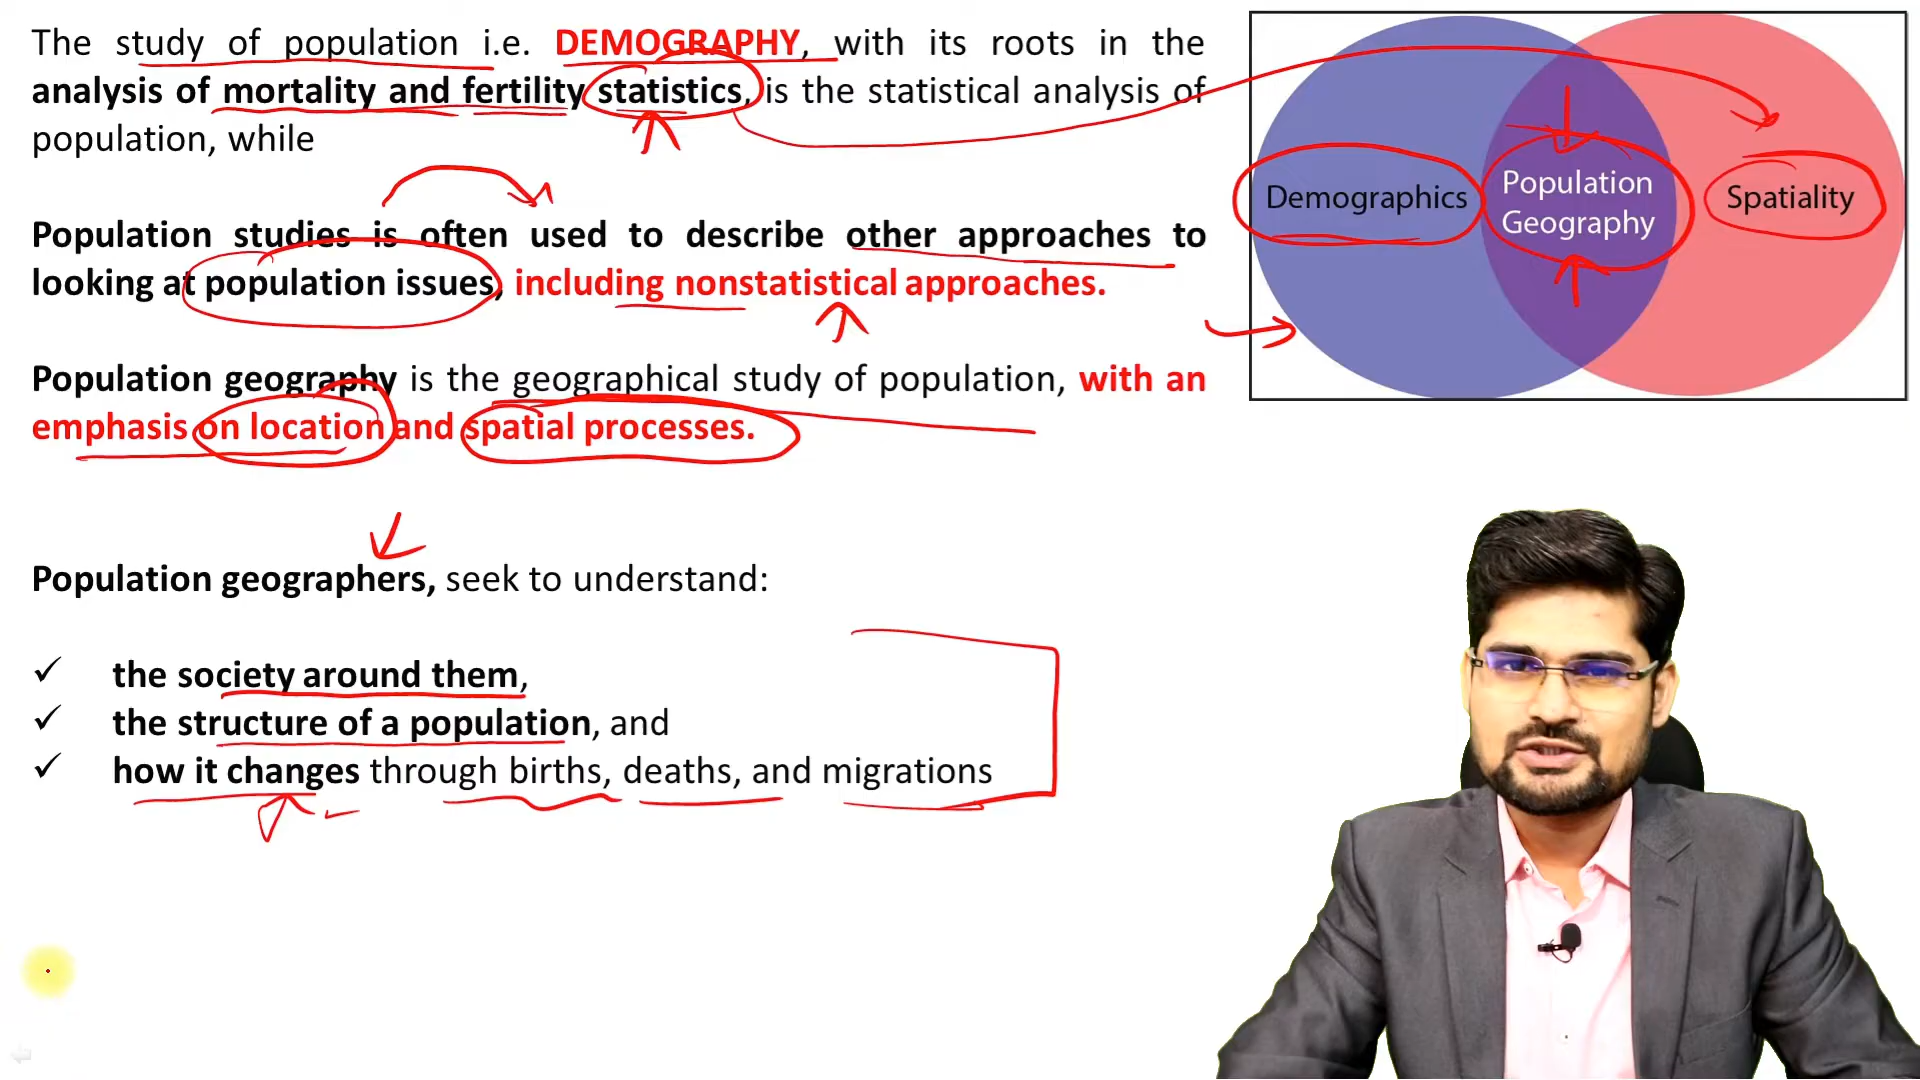 The study of population i.e. DEMOGRAPHY, with its roots in the
analysis of mortality and fertility statistics, is the statistical analysis of
population, while
Population studies is often used to describe other approaches to
looking at population issues, including nonstatistical approaches.
Population geography is the geographical study of population, with an
emphasis on location and spatial processes.
Population geographers, seek to understand:
✓ the society around them,
✓ the structure of a population, and
✓ how it changes through births, deaths, and migrations
Demographics
Population
Geography
Spatiality